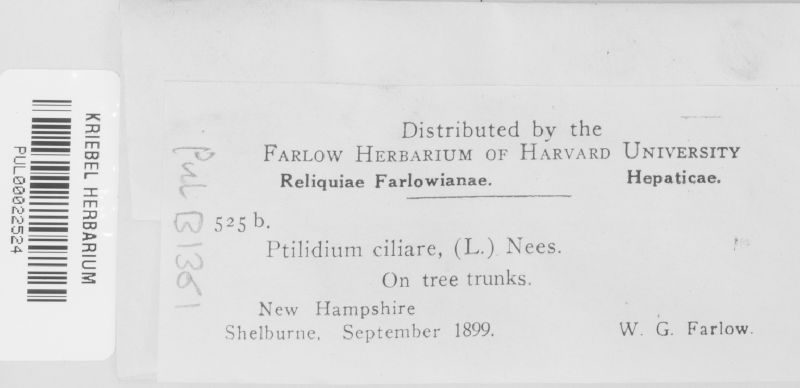 KRIEBEL HERBARIUM
PUL00022524
Pul B1351
Distributed by the
FARLOW HERBARIUM OF HARVARD UNIVERSITY
Reliquiae Farlowianae. Hepaticae.
525 b.
Ptilidium ciliare, (L.) Nees.
On tree trunks.
New Hampshire
Shelburne, September 1899. W. G. Farlow.